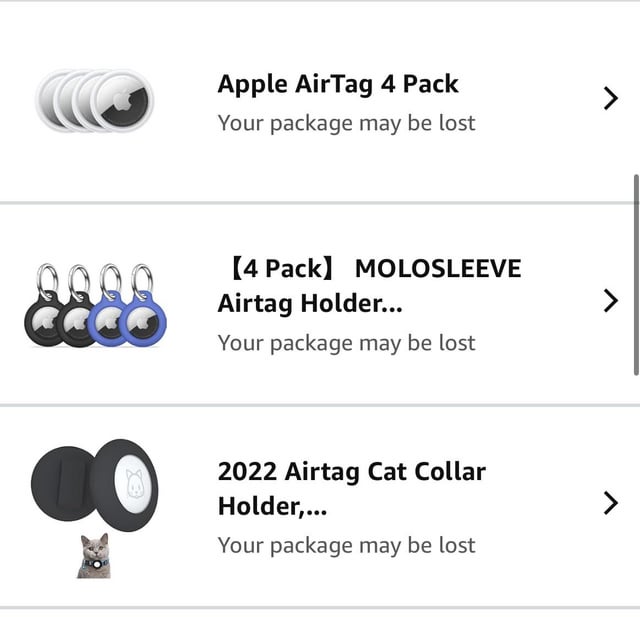 Apple AirTag 4 Pack
Your package may be lost
【4 Pack】 MOLOSLEEVE
Airtag Holder...
Your package may be lost
2022 Airtag Cat Collar
Holder,...
Your package may be lost